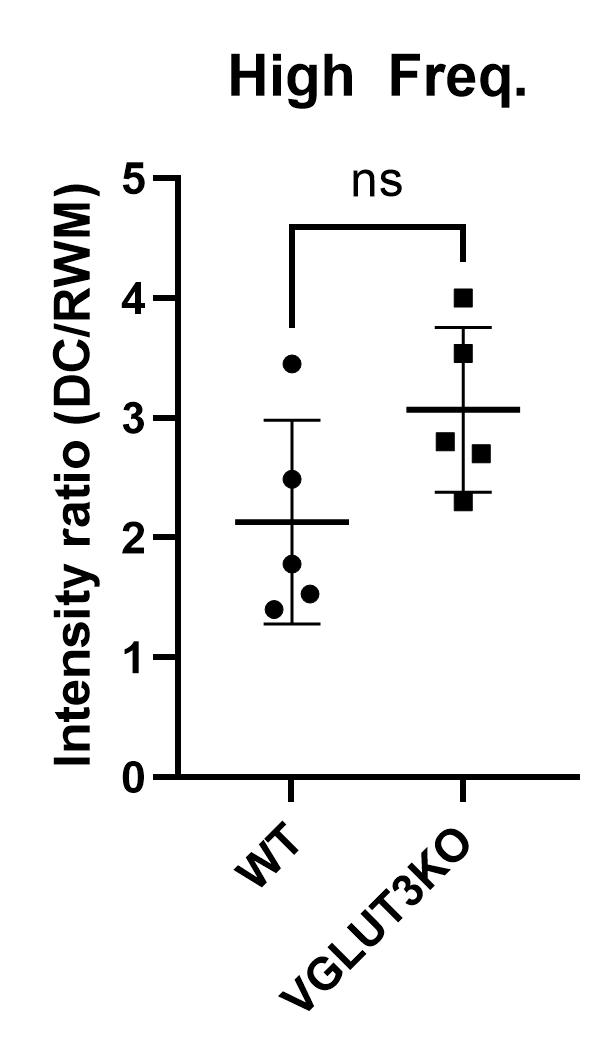 High Freq.
ns
Intensity ratio (DC/RWM)
5
4
3
2
1
0
WT
VGLUT3KO